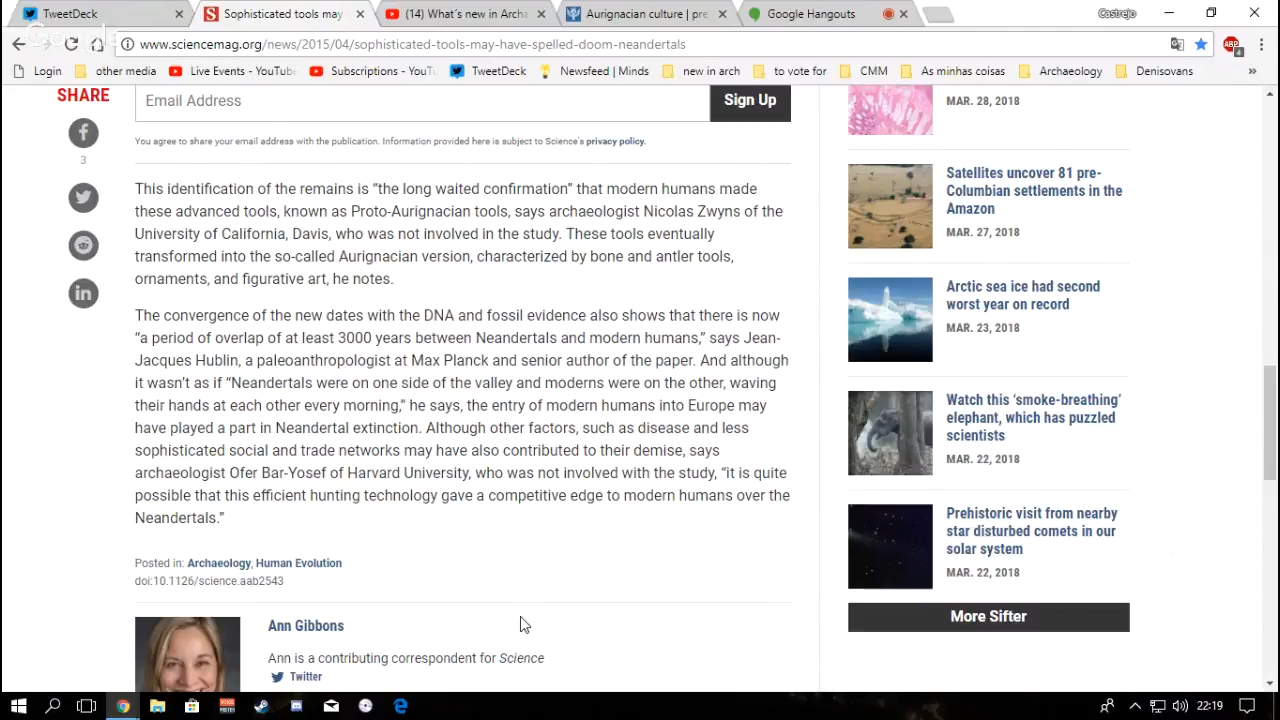 TweetDeck
Sophisticated tools may
(14) What's new in Archa
Aurignacian culture | pre
Google Hangouts
Castrejo
www.sciencemag.org/news/2015/04/sophisticated-tools-may-have-spelled-doom-neandertals
ABP
4
Login
other media
Live Events - YouTube
Subscriptions - YouTu
TweetDeck
Newsfeed | Minds
new in arch
to vote for
CMM
As minhas coisas
Archaeology
Denisovans
»
SHARE
3
Email Address
Sign Up
You agree to share your email address with the publication. Information provided here is subject to Science's privacy policy.
This identification of the remains is “the long waited confirmation” that modern humans made
these advanced tools, known as Proto-Aurignacian tools, says archaeologist Nicolas Zwyns of the
University of California, Davis, who was not involved in the study. These tools eventually
transformed into the so-called Aurignacian version, characterized by bone and antler tools,
ornaments, and figurative art, he notes.
The convergence of the new dates with the DNA and fossil evidence also shows that there is now
“a period of overlap of at least 3000 years between Neandertals and modern humans,” says Jean-
Jacques Hublin, a paleoanthropologist at Max Planck and senior author of the paper. And although
it wasn’t as if “Neandertals were on one side of the valley and moderns were on the other, waving
their hands at each other every morning,” he says, the entry of modern humans into Europe may
have played a part in Neandertal extinction. Although other factors, such as disease and less
sophisticated social and trade networks may have also contributed to their demise, says
archaeologist Ofer Bar-Yosef of Harvard University, who was not involved with the study, “it is quite
possible that this efficient hunting technology gave a competitive edge to modern humans over the
Neandertals.”
Posted in: Archaeology, Human Evolution
doi:10.1126/science.aab2543
Ann Gibbons
Ann is a contributing correspondent for Science
Twitter
MAR. 28, 2018
Satellites uncover 81 pre-
Columbian settlements in the
Amazon
MAR. 27, 2018
Arctic sea ice had second
worst year on record
MAR. 23, 2018
Watch this ‘smoke-breathing’
elephant, which has puzzled
scientists
MAR. 22, 2018
Prehistoric visit from nearby
star disturbed comets in our
solar system
MAR. 22, 2018
More Sifter
22:19